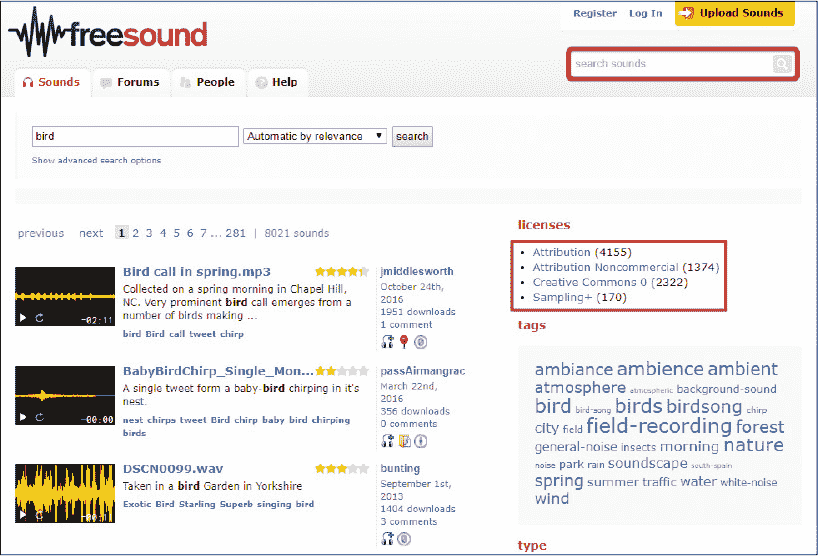 freesound
Register Log In Upload Sounds
search sounds
Sounds Forums People Help
bird Automatic by relevance search
Show advanced search options
previous next 1 2 3 4 5 6 7 ... 281 | 8021 sounds
-02:11
Bird call in spring.mp3
Collected on a spring morning in Chapel Hill,
NC. Very prominent bird call emerges from a
number of birds making ...
bird Bird call tweet chirp
jmiddlesworth
October 24th,
2016
1951 downloads
1 comment
-00:00
BabyBirdChirp_Single_Mon...
A single tweet form a baby-bird chirping in it's
nest.
nest chirps tweet Bird chirp baby bird chirping
birds
passAirmangrac
March 22nd,
2016
356 downloads
0 comments
DSCN0099.wav
Taken in a bird Garden in Yorkshire
Exotic Bird Starling Superb singing bird
bunting
September 1st,
2013
1404 downloads
3 comments
licenses
Attribution (4155)
Attribution Noncommercial (1374)
Creative Commons 0 (2322)
Sampling+ (170)
tags
ambiance ambience ambient
atmosphere atmospheric background-sound
bird bird-song birds birdsong chirp
city field field-recording forest
general-noise insects morning nature
noise park rain soundscape south-spain
spring summer traffic water white-noise
wind
type